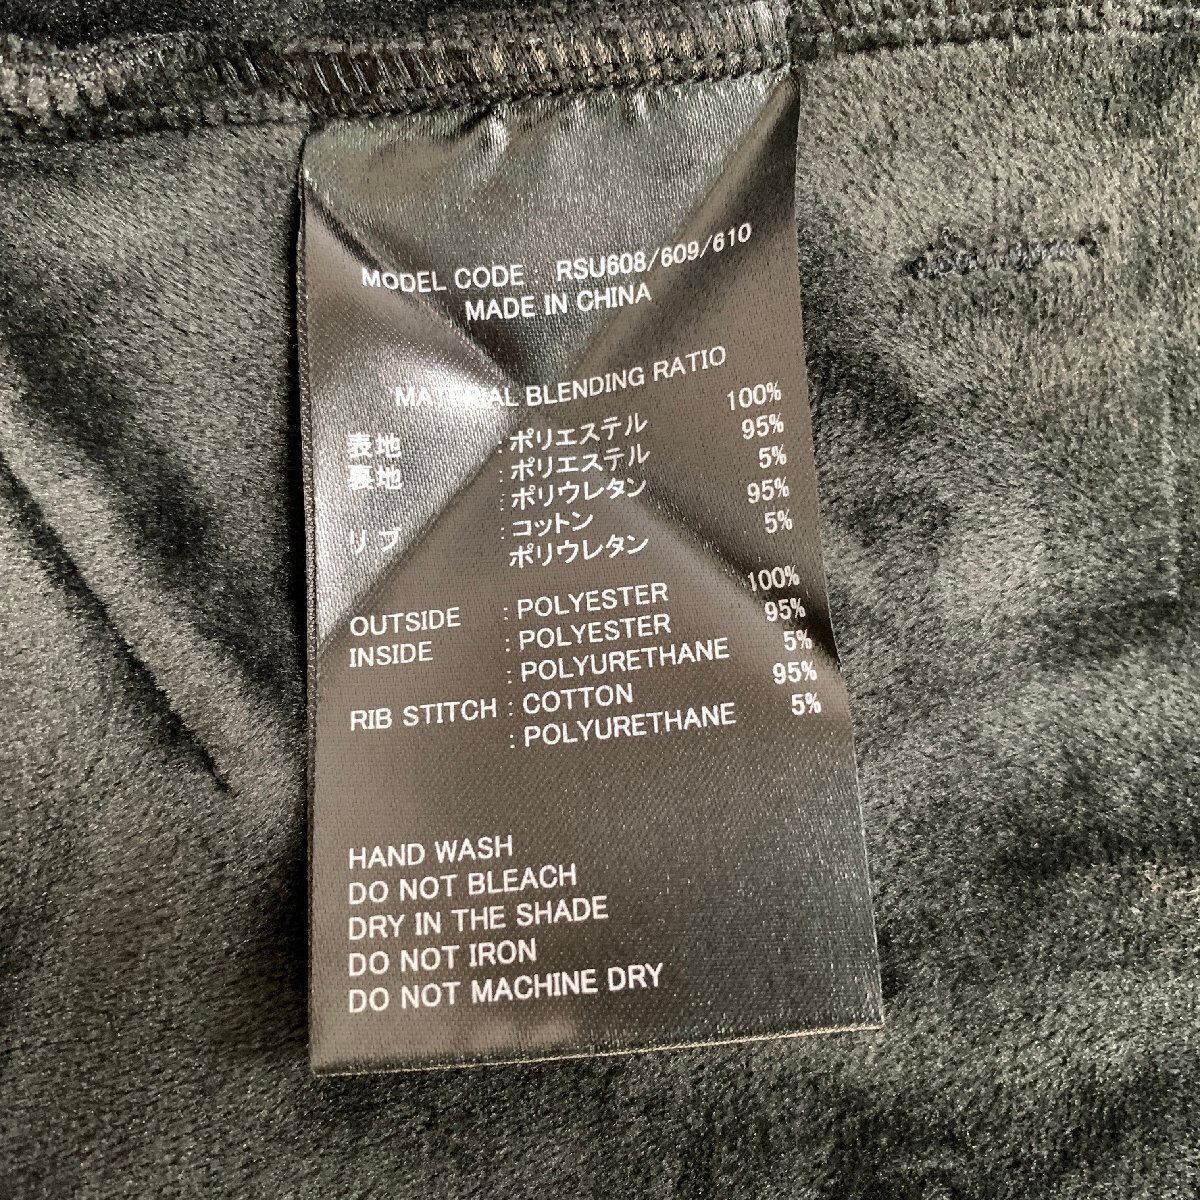 MODEL CODE : RSU608/609/610
MADE IN CHINA
MATERIAL BLENDING RATIO
表地 : ポリエステル 100%
裏地 : ポリエステル 95%
: ポリウレタン 5%
リブ : コットン 95%
ポリウレタン 5%
OUTSIDE : POLYESTER 100%
INSIDE : POLYESTER 95%
: POLYURETHANE 5%
RIB STITCH : COTTON 95%
: POLYURETHANE 5%
HAND WASH
DO NOT BLEACH
DRY IN THE SHADE
DO NOT IRON
DO NOT MACHINE DRY